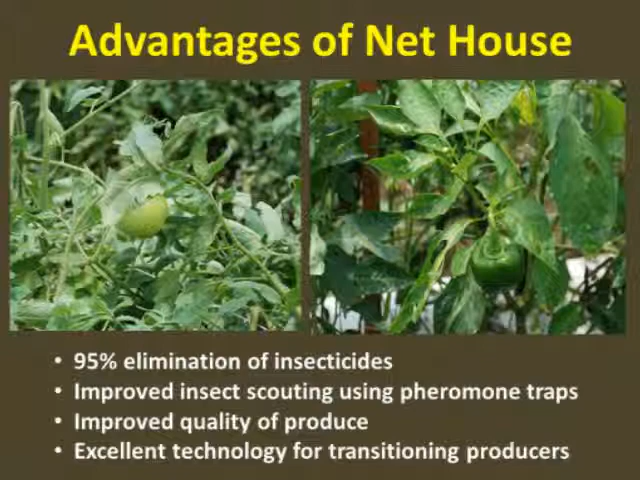 Advantages of Net House
• 95% elimination of insecticides
• Improved insect scouting using pheromone traps
• Improved quality of produce
• Excellent technology for transitioning producers